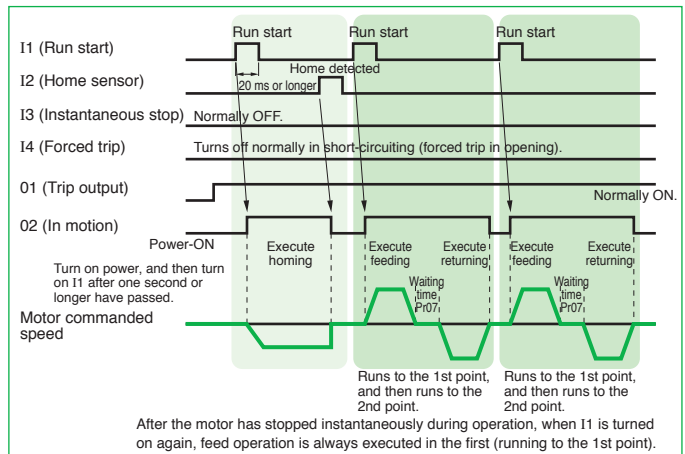 Run start Run start Run start
I1 (Run start)
Home detected
I2 (Home sensor)
20 ms or longer
I3 (Instantaneous stop) Normally OFF.
I4 (Forced trip) Turns off normally in short-circuiting (forced trip in opening).
01 (Trip output) Normally ON.
02 (In motion)
Power-ON
Execute homing
Execute feeding
Execute returning
Execute feeding
Execute returning
Turn on power, and then turn
on I1 after one second or
longer have passed.
Waiting
time
Pr07
Waiting
time
Pr07
Motor commanded
speed
Runs to the 1st point,
and then runs to the
2nd point.
Runs to the 1st point,
and then runs to the
2nd point.
After the motor has stopped instantaneously during operation, when I1 is turned
on again, feed operation is always executed in the first (running to the 1st point).